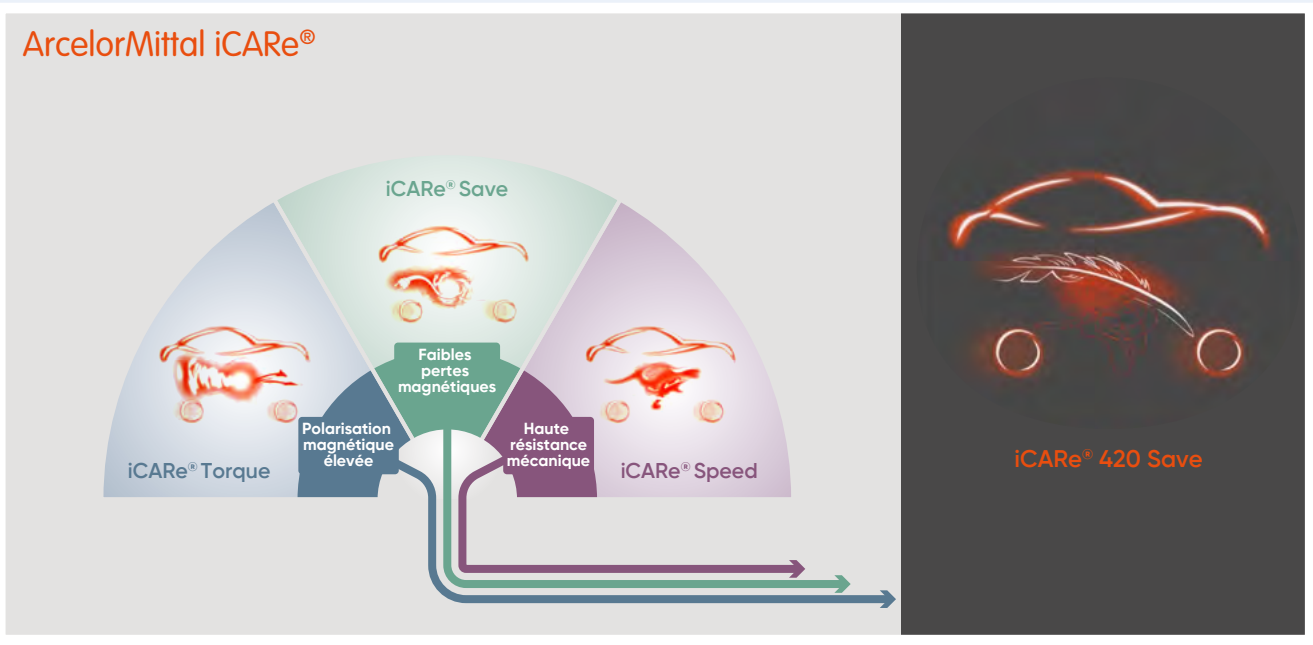 ArcelorMittal iCARe®
iCARe® Save
Faibles
pertes
magnétiques
Polarisation
magnétique
élevée
Haute
résistance
mécanique
iCARe® Torque
iCARe® Speed
iCARe® 420 Save